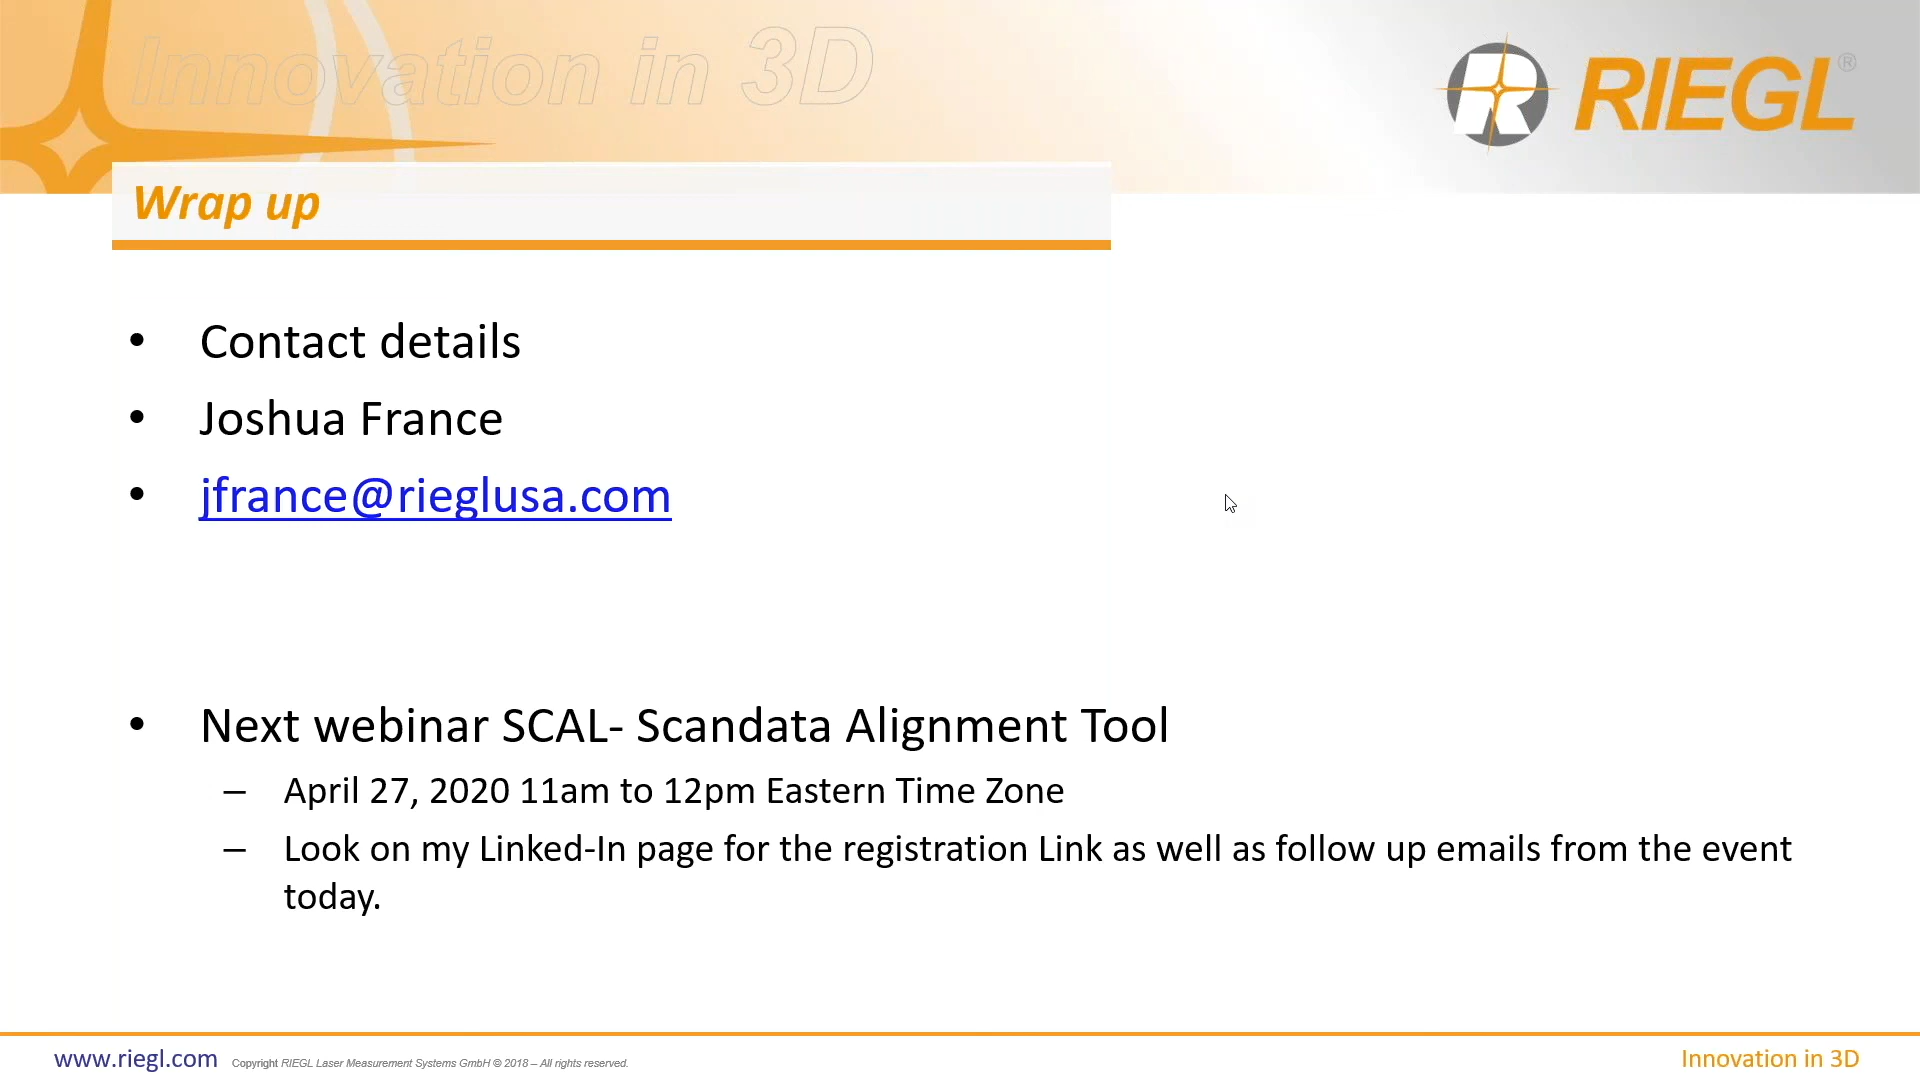 Innovation in 3D
RIEGL®
Wrap up
• Contact details
• Joshua France
• jfrance@rieglusa.com
• Next webinar SCAL- Scandata Alignment Tool
– April 27, 2020 11am to 12pm Eastern Time Zone
– Look on my Linked-In page for the registration Link as well as follow up emails from the event
today.
www.riegl.com Copyright RIEGL Laser Measurement Systems GmbH © 2018 – All rights reserved.
Innovation in 3D